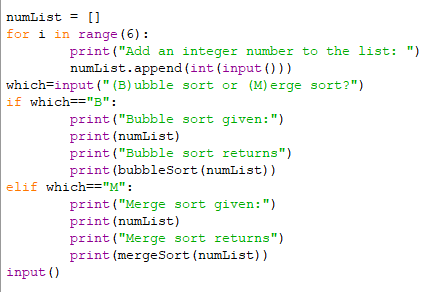 numList = []
for i in range(6):
        print("Add an integer number to the list: ")
        numList.append(int(input()))
which=input("(B)ubble sort or (M)erge sort?")
if which=="B":
        print("Bubble sort given:")
        print(numList)
        print("Bubble sort returns")
        print(bubbleSort(numList))
elif which=="M":
        print("Merge sort given:")
        print(numList)
        print("Merge sort returns")
        print(mergeSort(numList))
input()